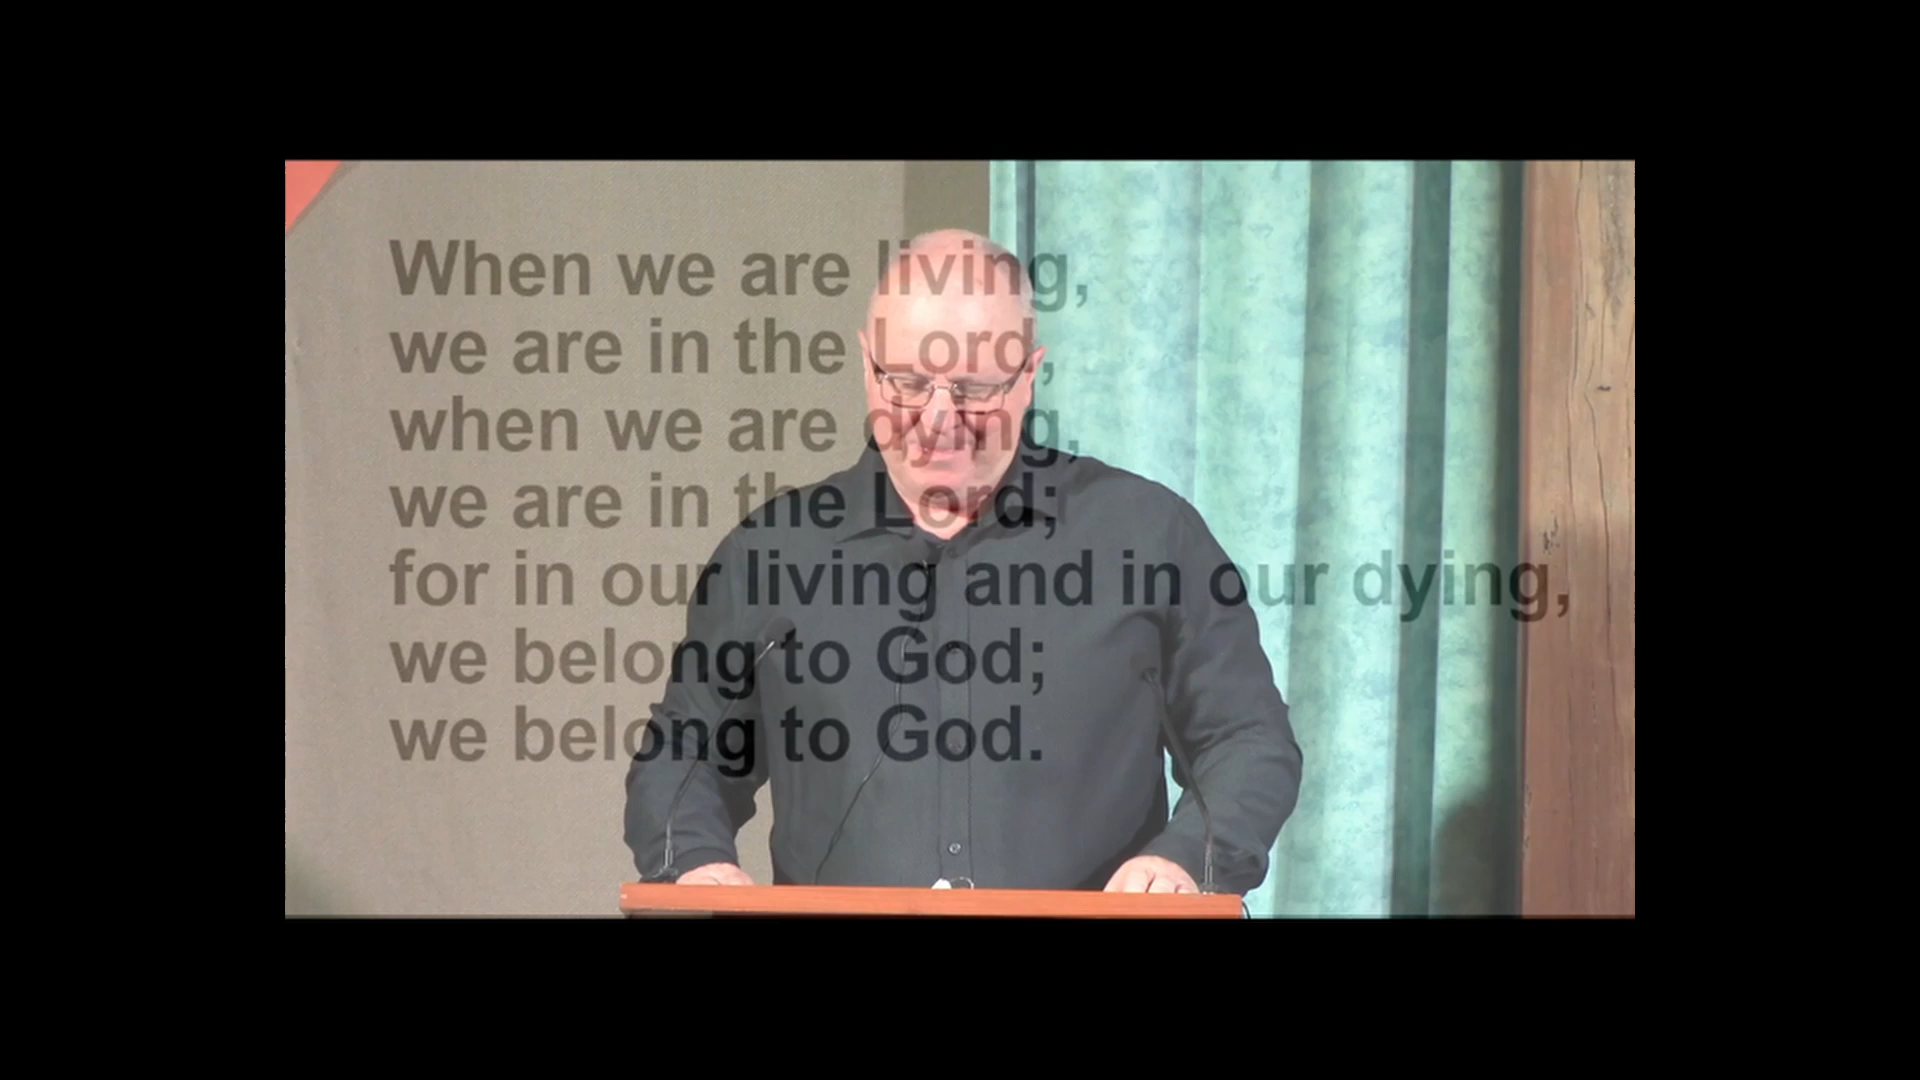 When we are living,
we are in the Lord,
when we are dying,
we are in the Lord;
for in our living and in our dying,
we belong to God;
we belong to God.